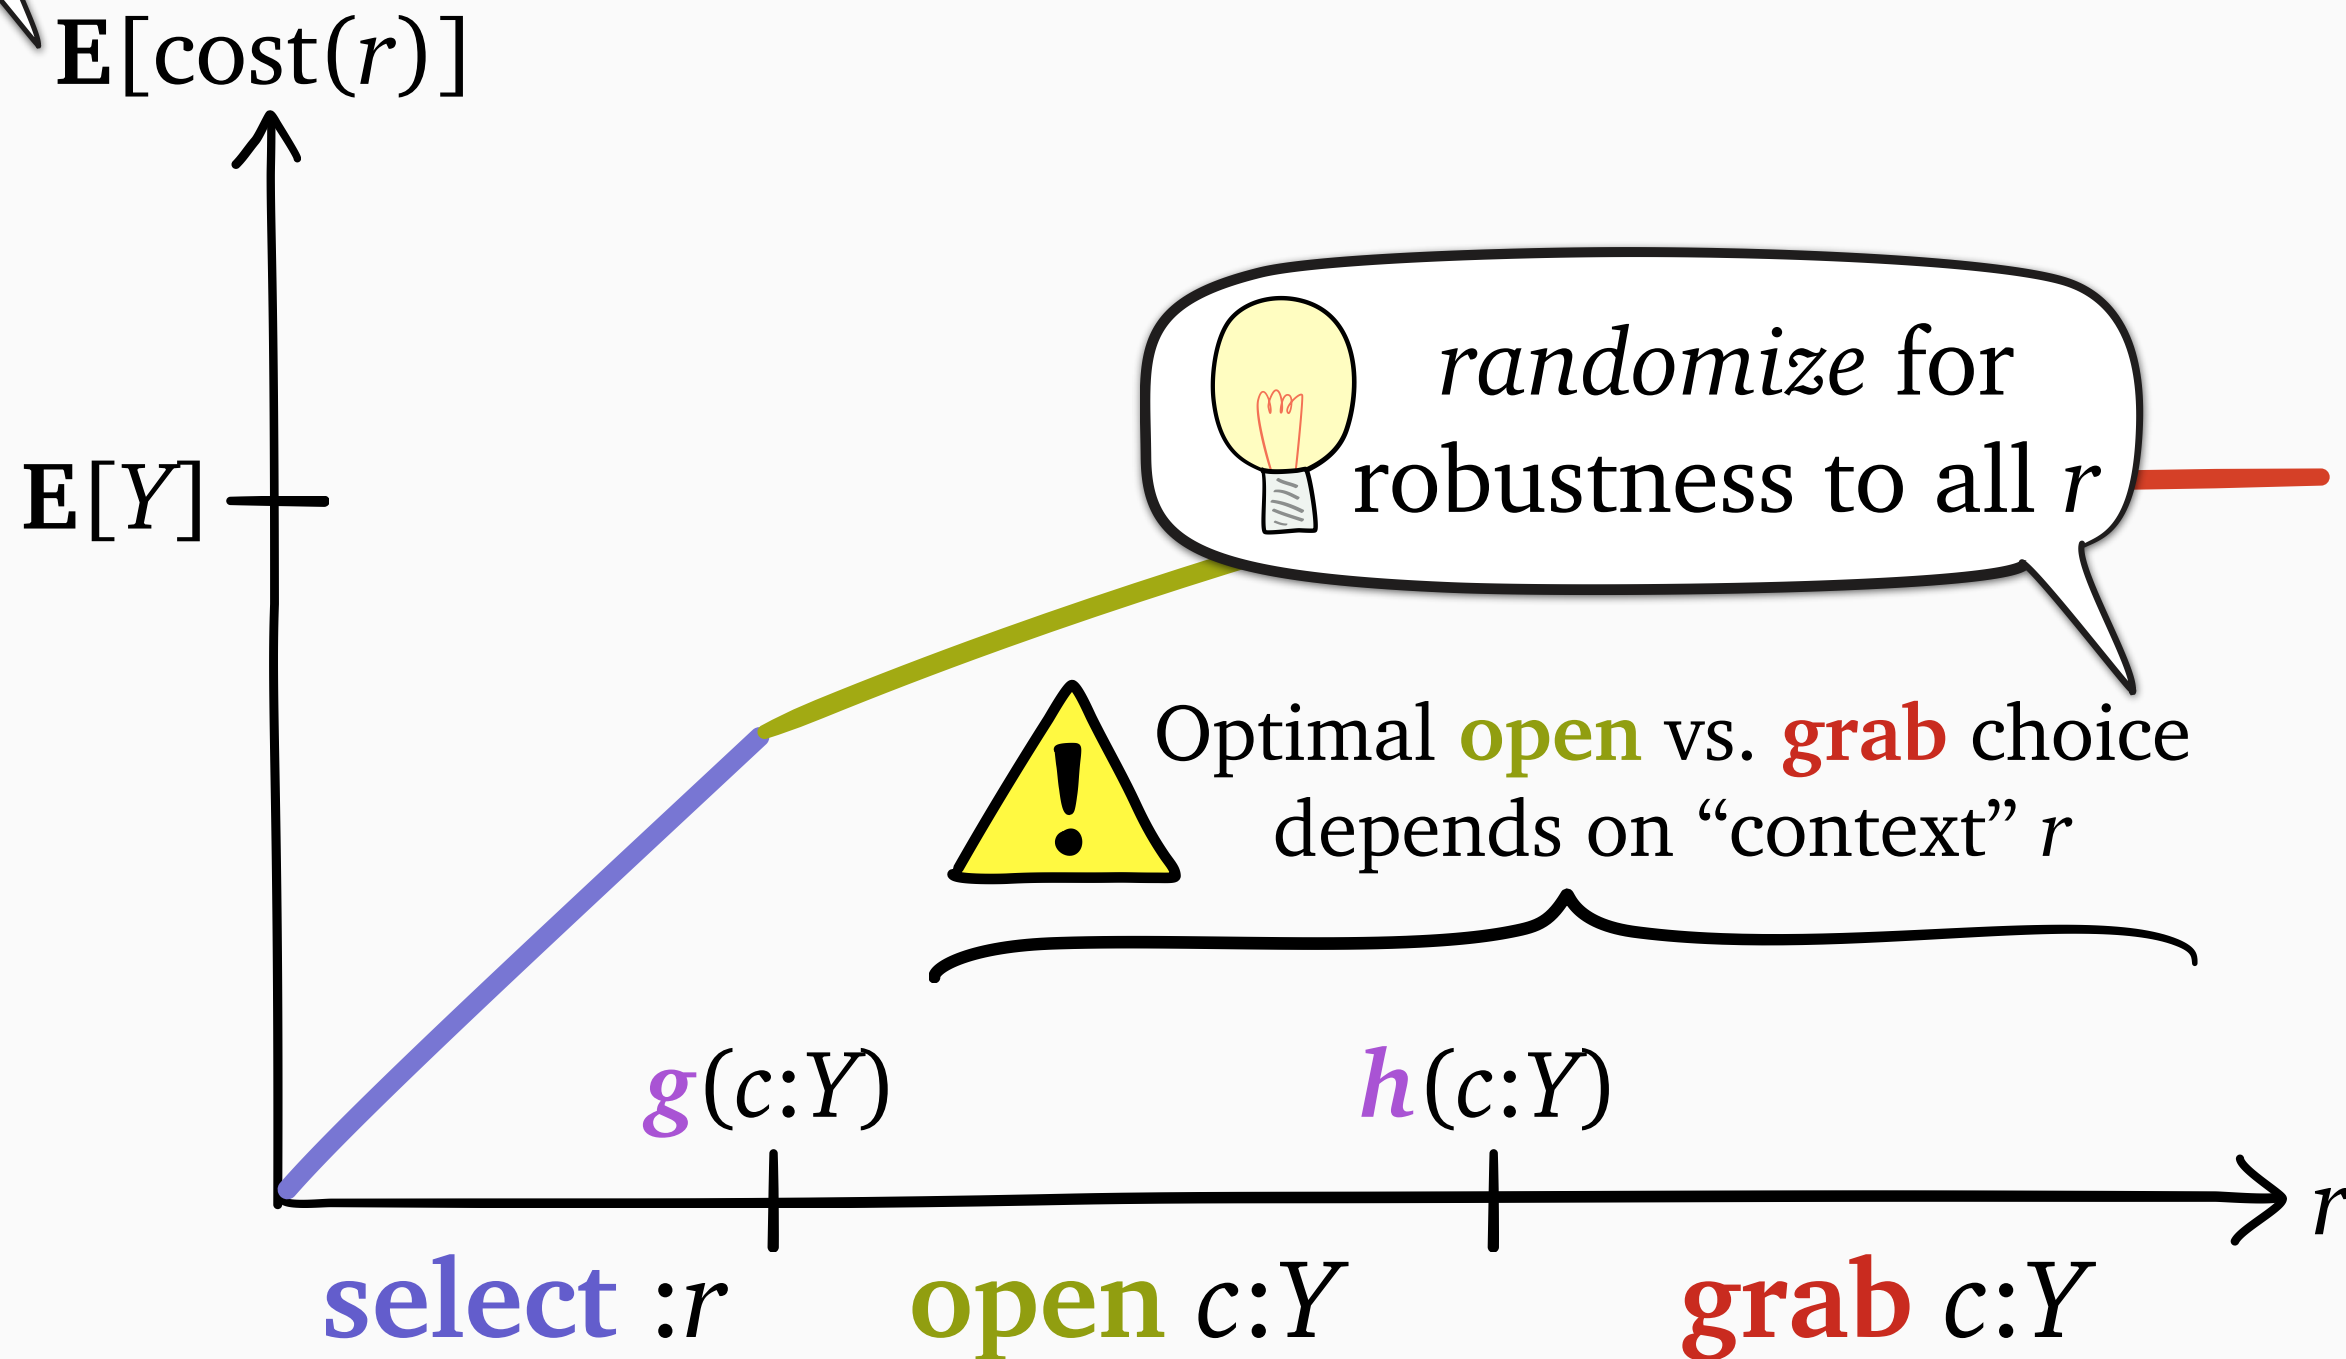 E[cost(r)]
randomize for
robustness to all r
E[Y]
Optimal open vs. grab choice
depends on “context” r
g(c:Y)
h(c:Y)
r
select :r
open c:Y
grab c:Y